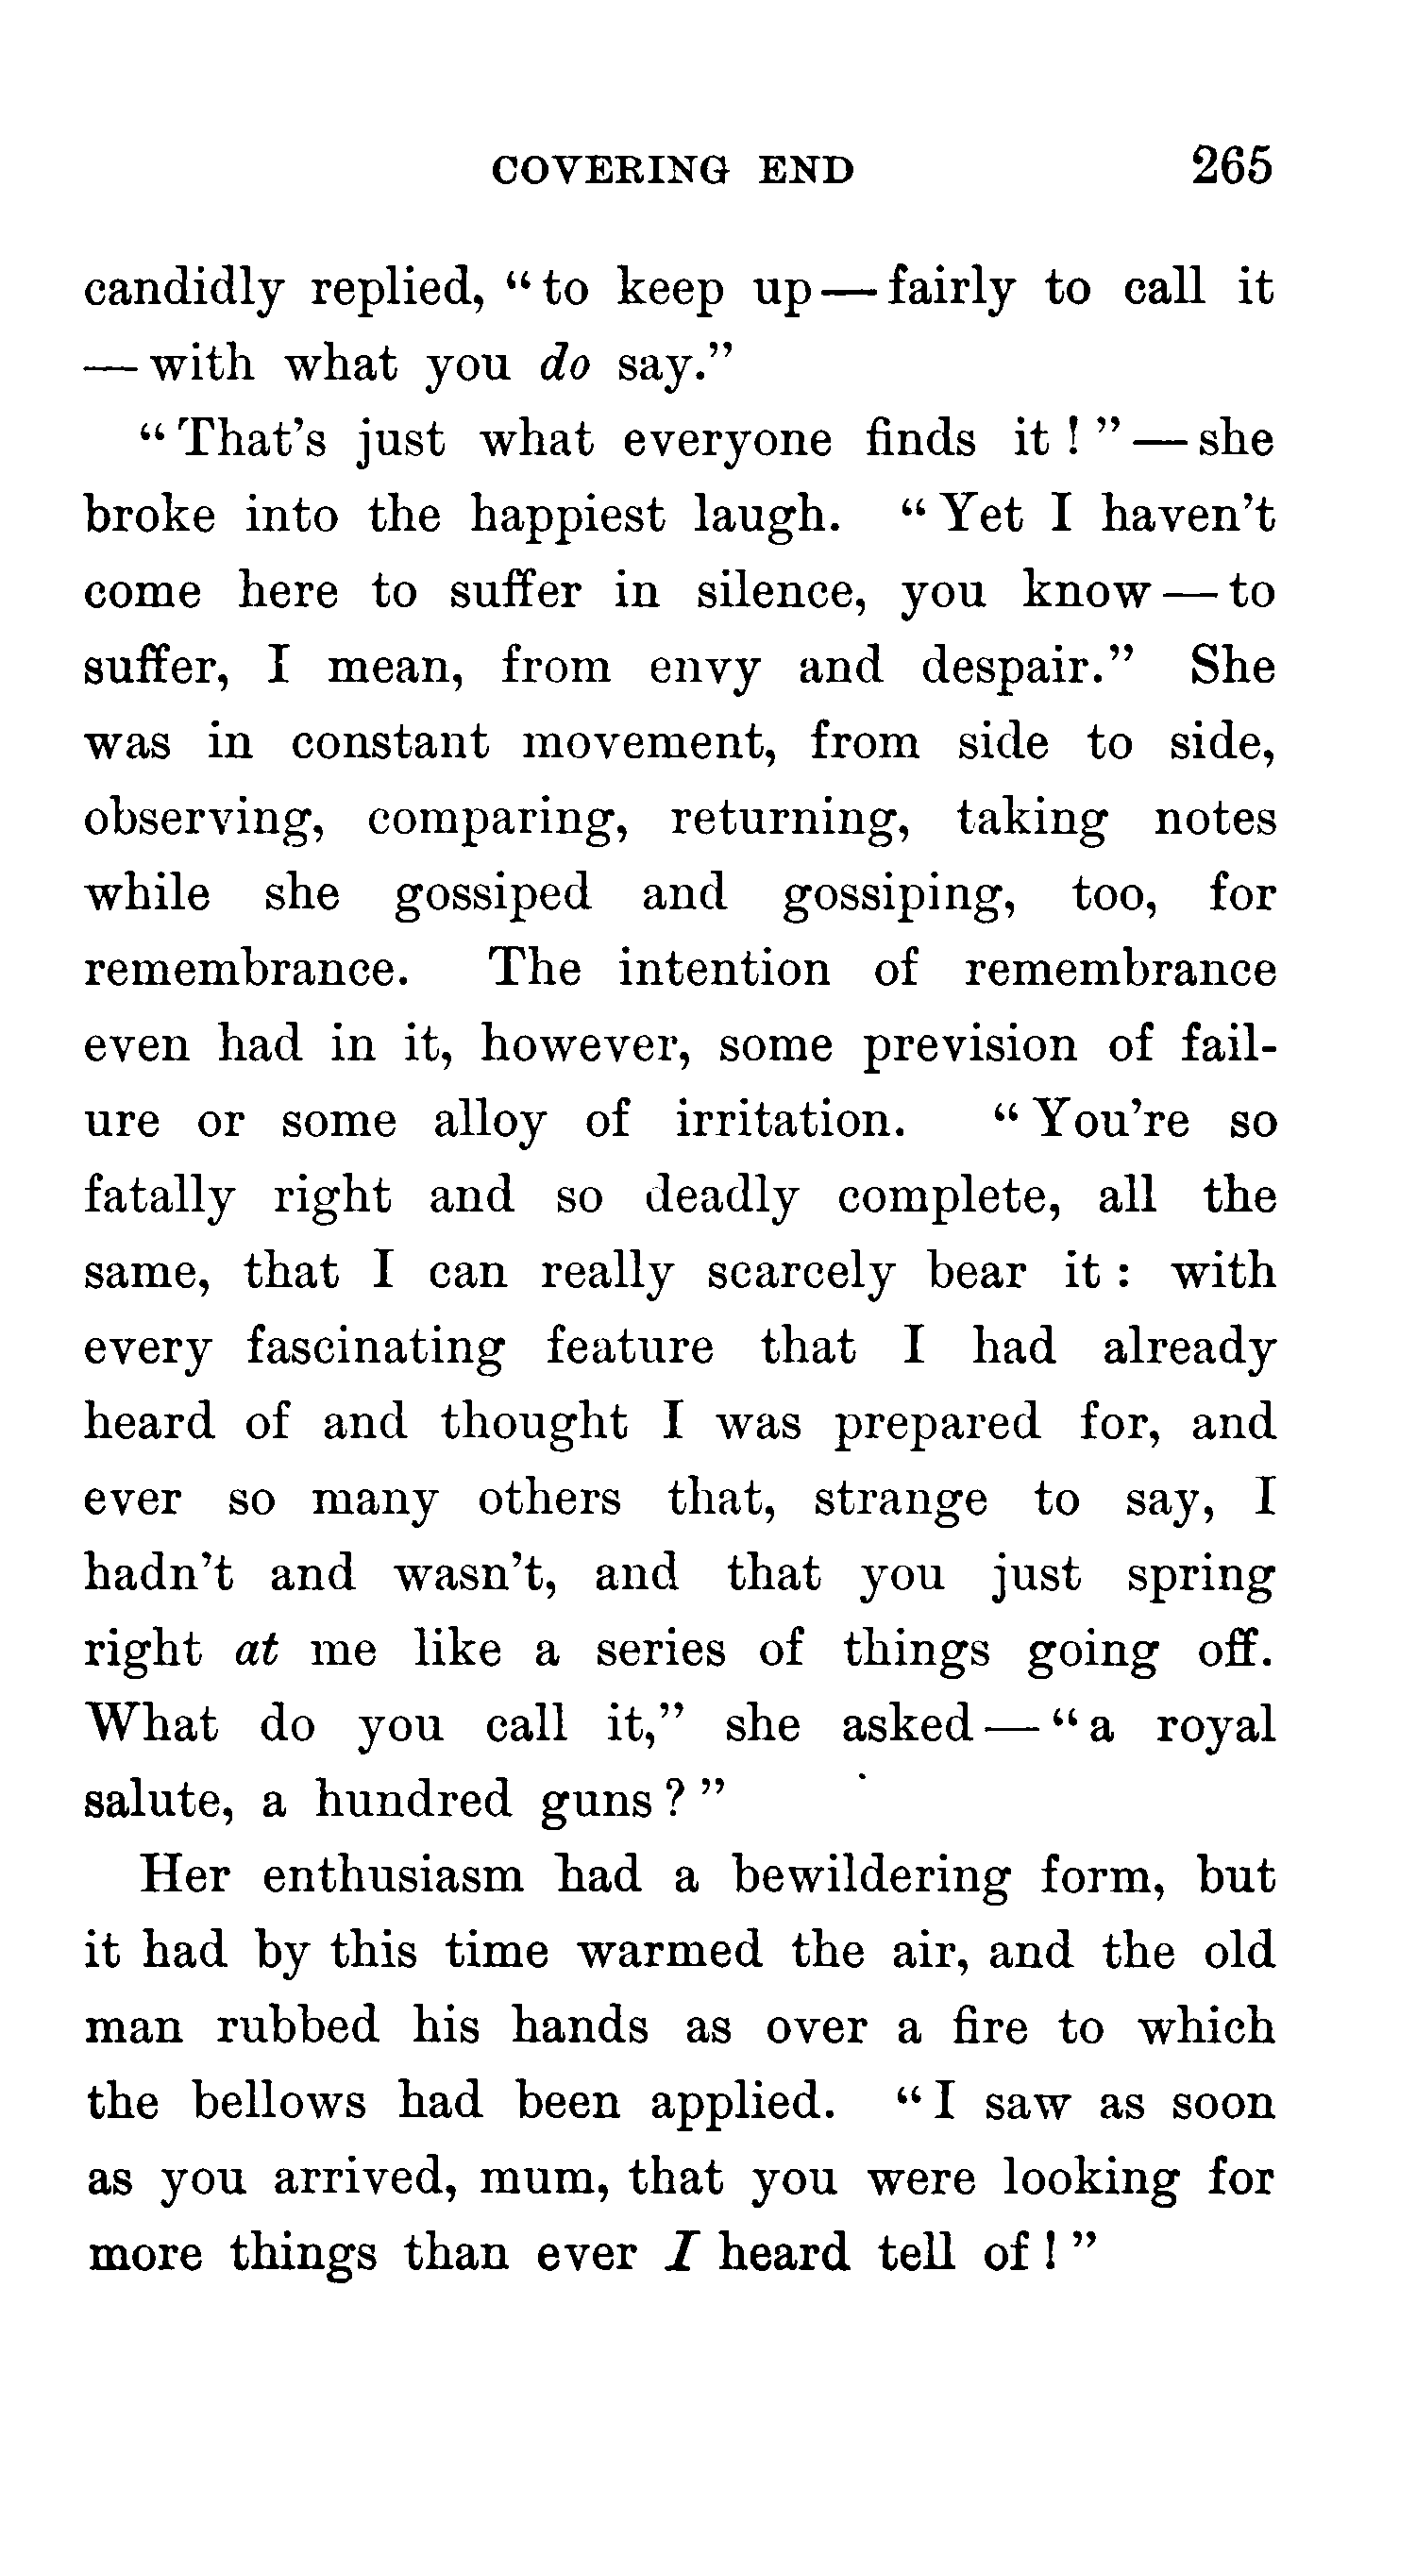 COVERING END 265
candidly replied, “to keep up—fairly to call it
—with what you do say.”
“That’s just what everyone finds it!”—she
broke into the happiest laugh. “Yet I haven’t
come here to suffer in silence, you know—to
suffer, I mean, from envy and despair.” She
was in constant movement, from side to side,
observing, comparing, returning, taking notes
while she gossiped and gossiping, too, for
remembrance. The intention of remembrance
even had in it, however, some prevision of fail-
ure or some alloy of irritation. “You’re so
fatally right and so deadly complete, all the
same, that I can really scarcely bear it: with
every fascinating feature that I had already
heard of and thought I was prepared for, and
ever so many others that, strange to say, I
hadn’t and wasn’t, and that you just spring
right at me like a series of things going off.
What do you call it,” she asked—“a royal
salute, a hundred guns?”
Her enthusiasm had a bewildering form, but
it had by this time warmed the air, and the old
man rubbed his hands as over a fire to which
the bellows had been applied. “I saw as soon
as you arrived, mum, that you were looking for
more things than ever I heard tell of!”